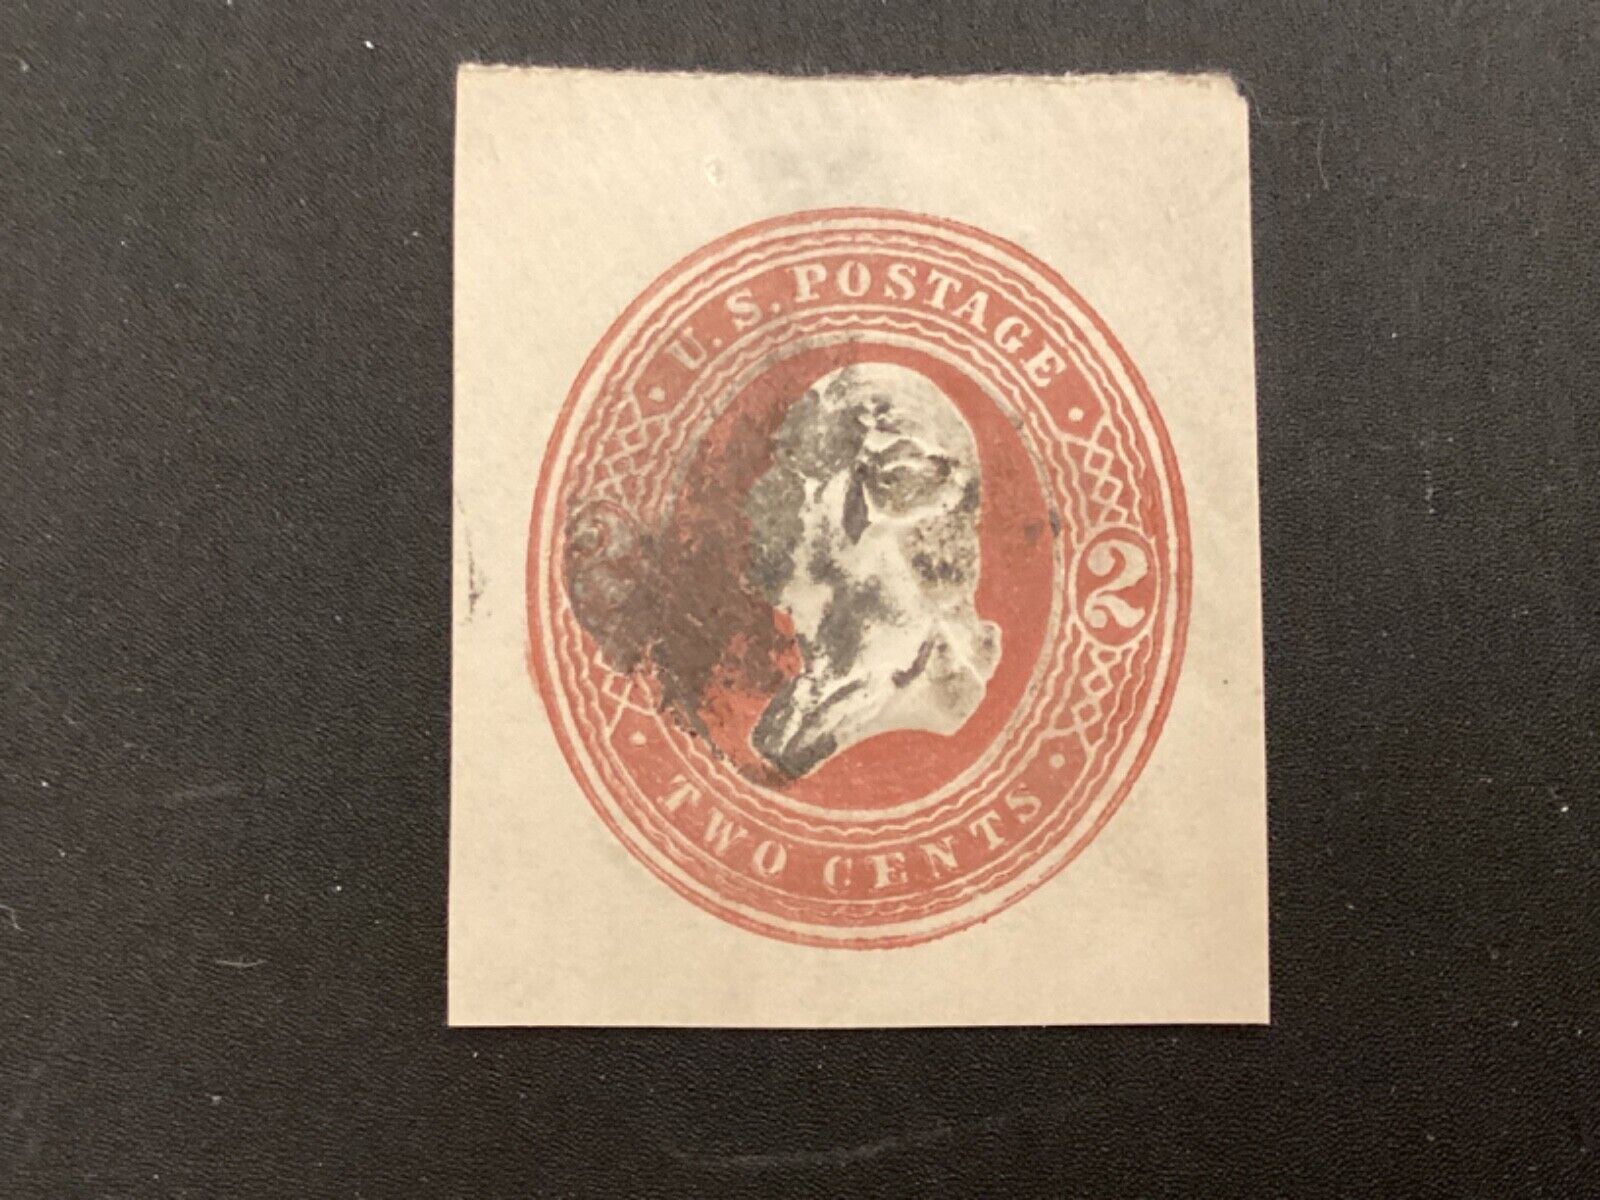 U. S. POSTAGE
2
TWO CENTS